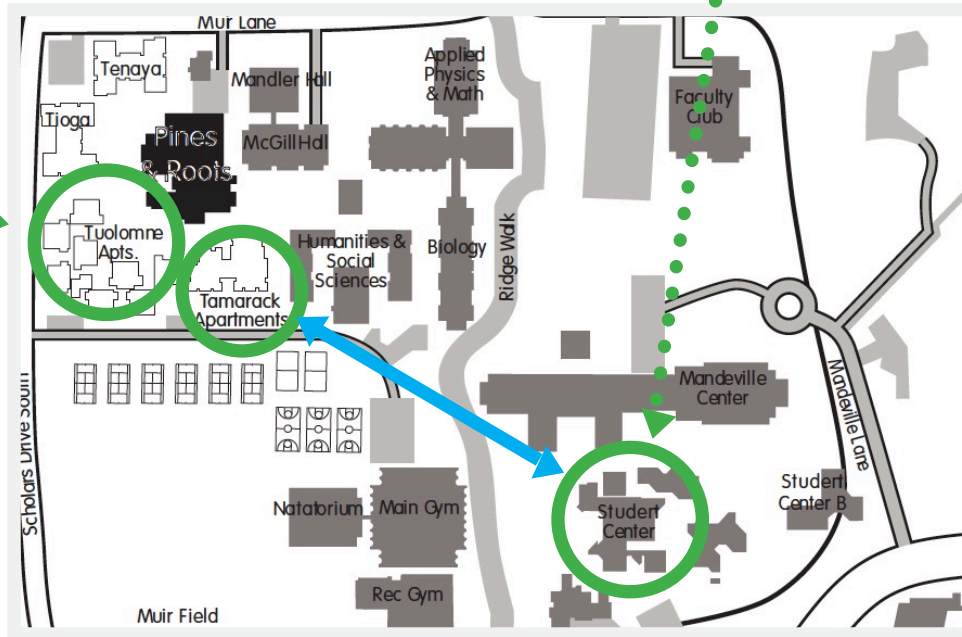 Muir Lane
Tenaya
Mandler Hall
Applied
Physics
& Math
Faculty
Club
Tioga
Pines
& Roots
McGill Hall
Tuolomne
Apts.
Humanities &
Social
Sciences
Biology
Ridge Walk
Tamarack
Apartments
Mandeville
Center
Mandeville Lane
Scholars Drive South
Natatorium
Main Gym
Student
Center
Student
Center B
Rec Gym
Muir Field